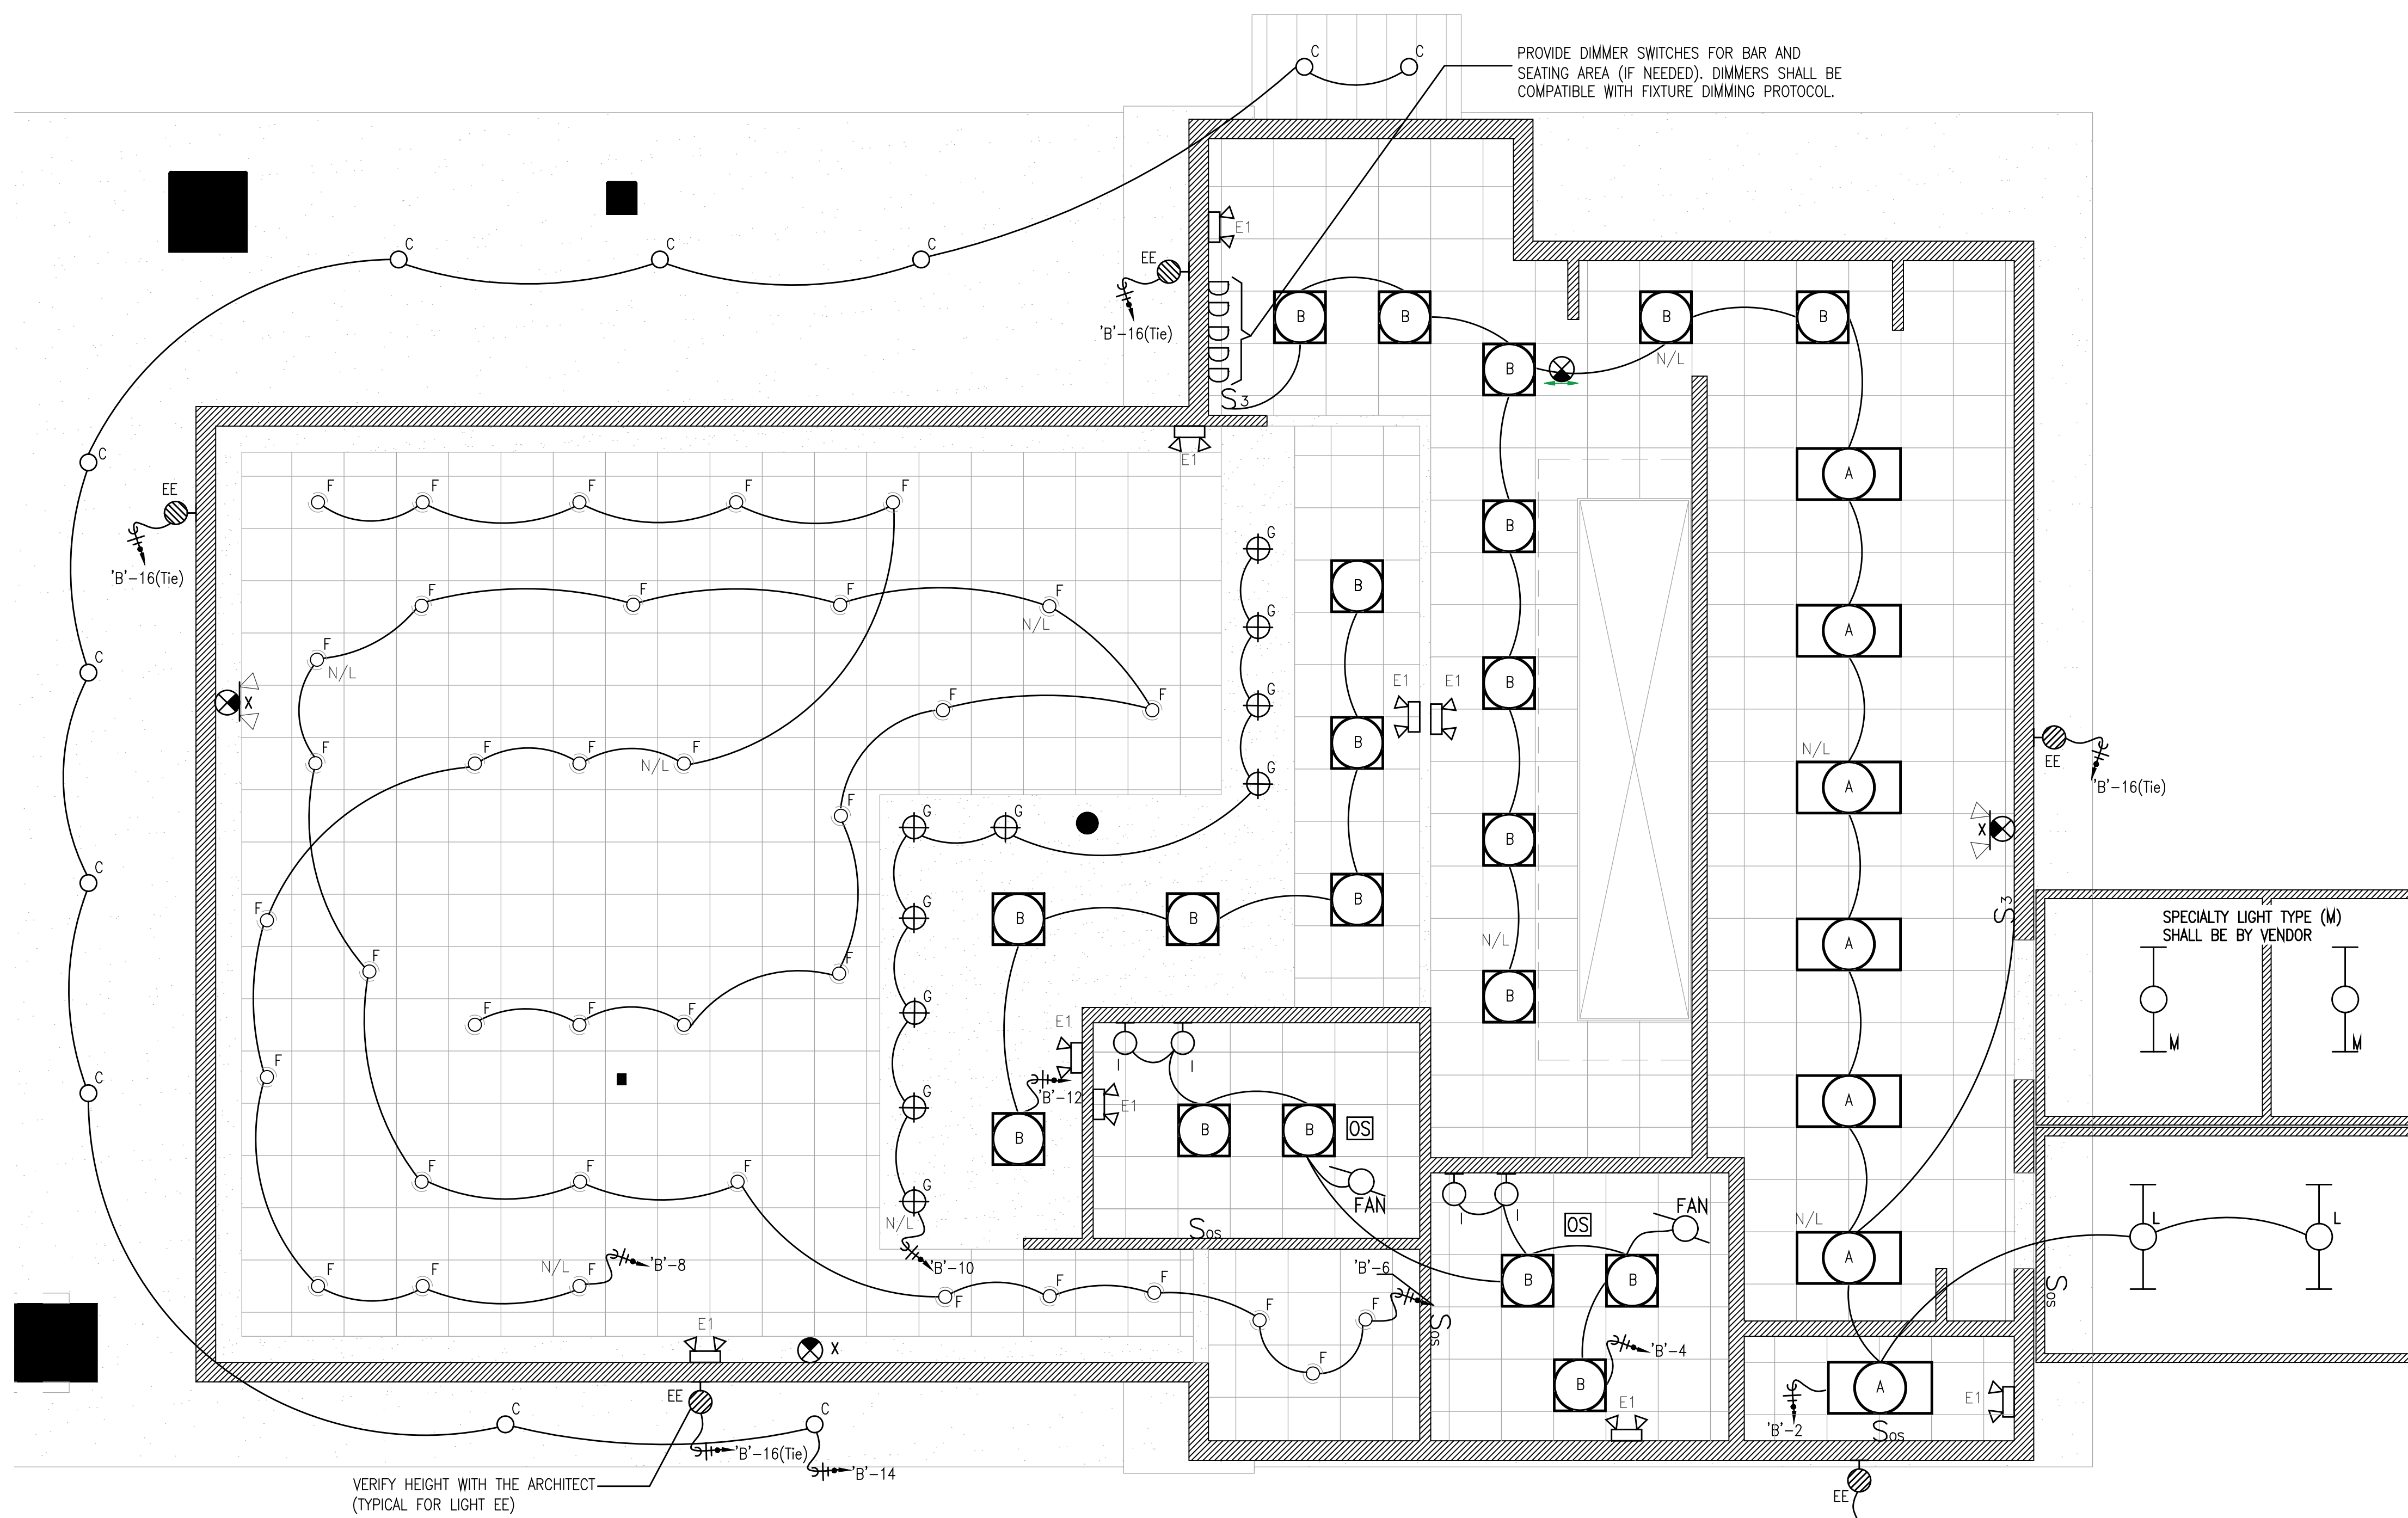 C C
PROVIDE DIMMER SWITCHES FOR BAR AND
SEATING AREA (IF NEEDED). DIMMERS SHALL BE
COMPATIBLE WITH FIXTURE DIMMING PROTOCOL.
E1
C C C
EE
'B'-16(Tie)
D D D D D
S3
B B B B
B
N/L
E1
C
EE
'B'-16(Tie)
F F F F F
A
G
B
F F F F
N/L
B
G
A
F
N/L
C
E1 E1
X
F F
G
B
B
EE
'B'-16(Tie)
F F F
N/L
B
G
N/L
A
F
G G
X
B
C
F
B B B
G
S3
SPECIALTY LIGHT TYPE (M)
SHALL BE BY VENDOR
A
N/L
F
F
B
F F F
G
E1
M M
I I
C
F
'B'-12
G
E1
A
B
B B
OS
F F F
G
N/L
FAN
I I
OS
FAN
N/L
L L
Sos
A
F F F
N/L
'B'-8
'B'-10
F F F
'B'-6
F F
F
B B
Sos
Sos
E1
X
'B'-4
B
E1
A
E1
'B'-2
Sos
EE
C C
'B'-16(Tie)
'B'-14
VERIFY HEIGHT WITH THE ARCHITECT
(TYPICAL FOR LIGHT EE)
EE